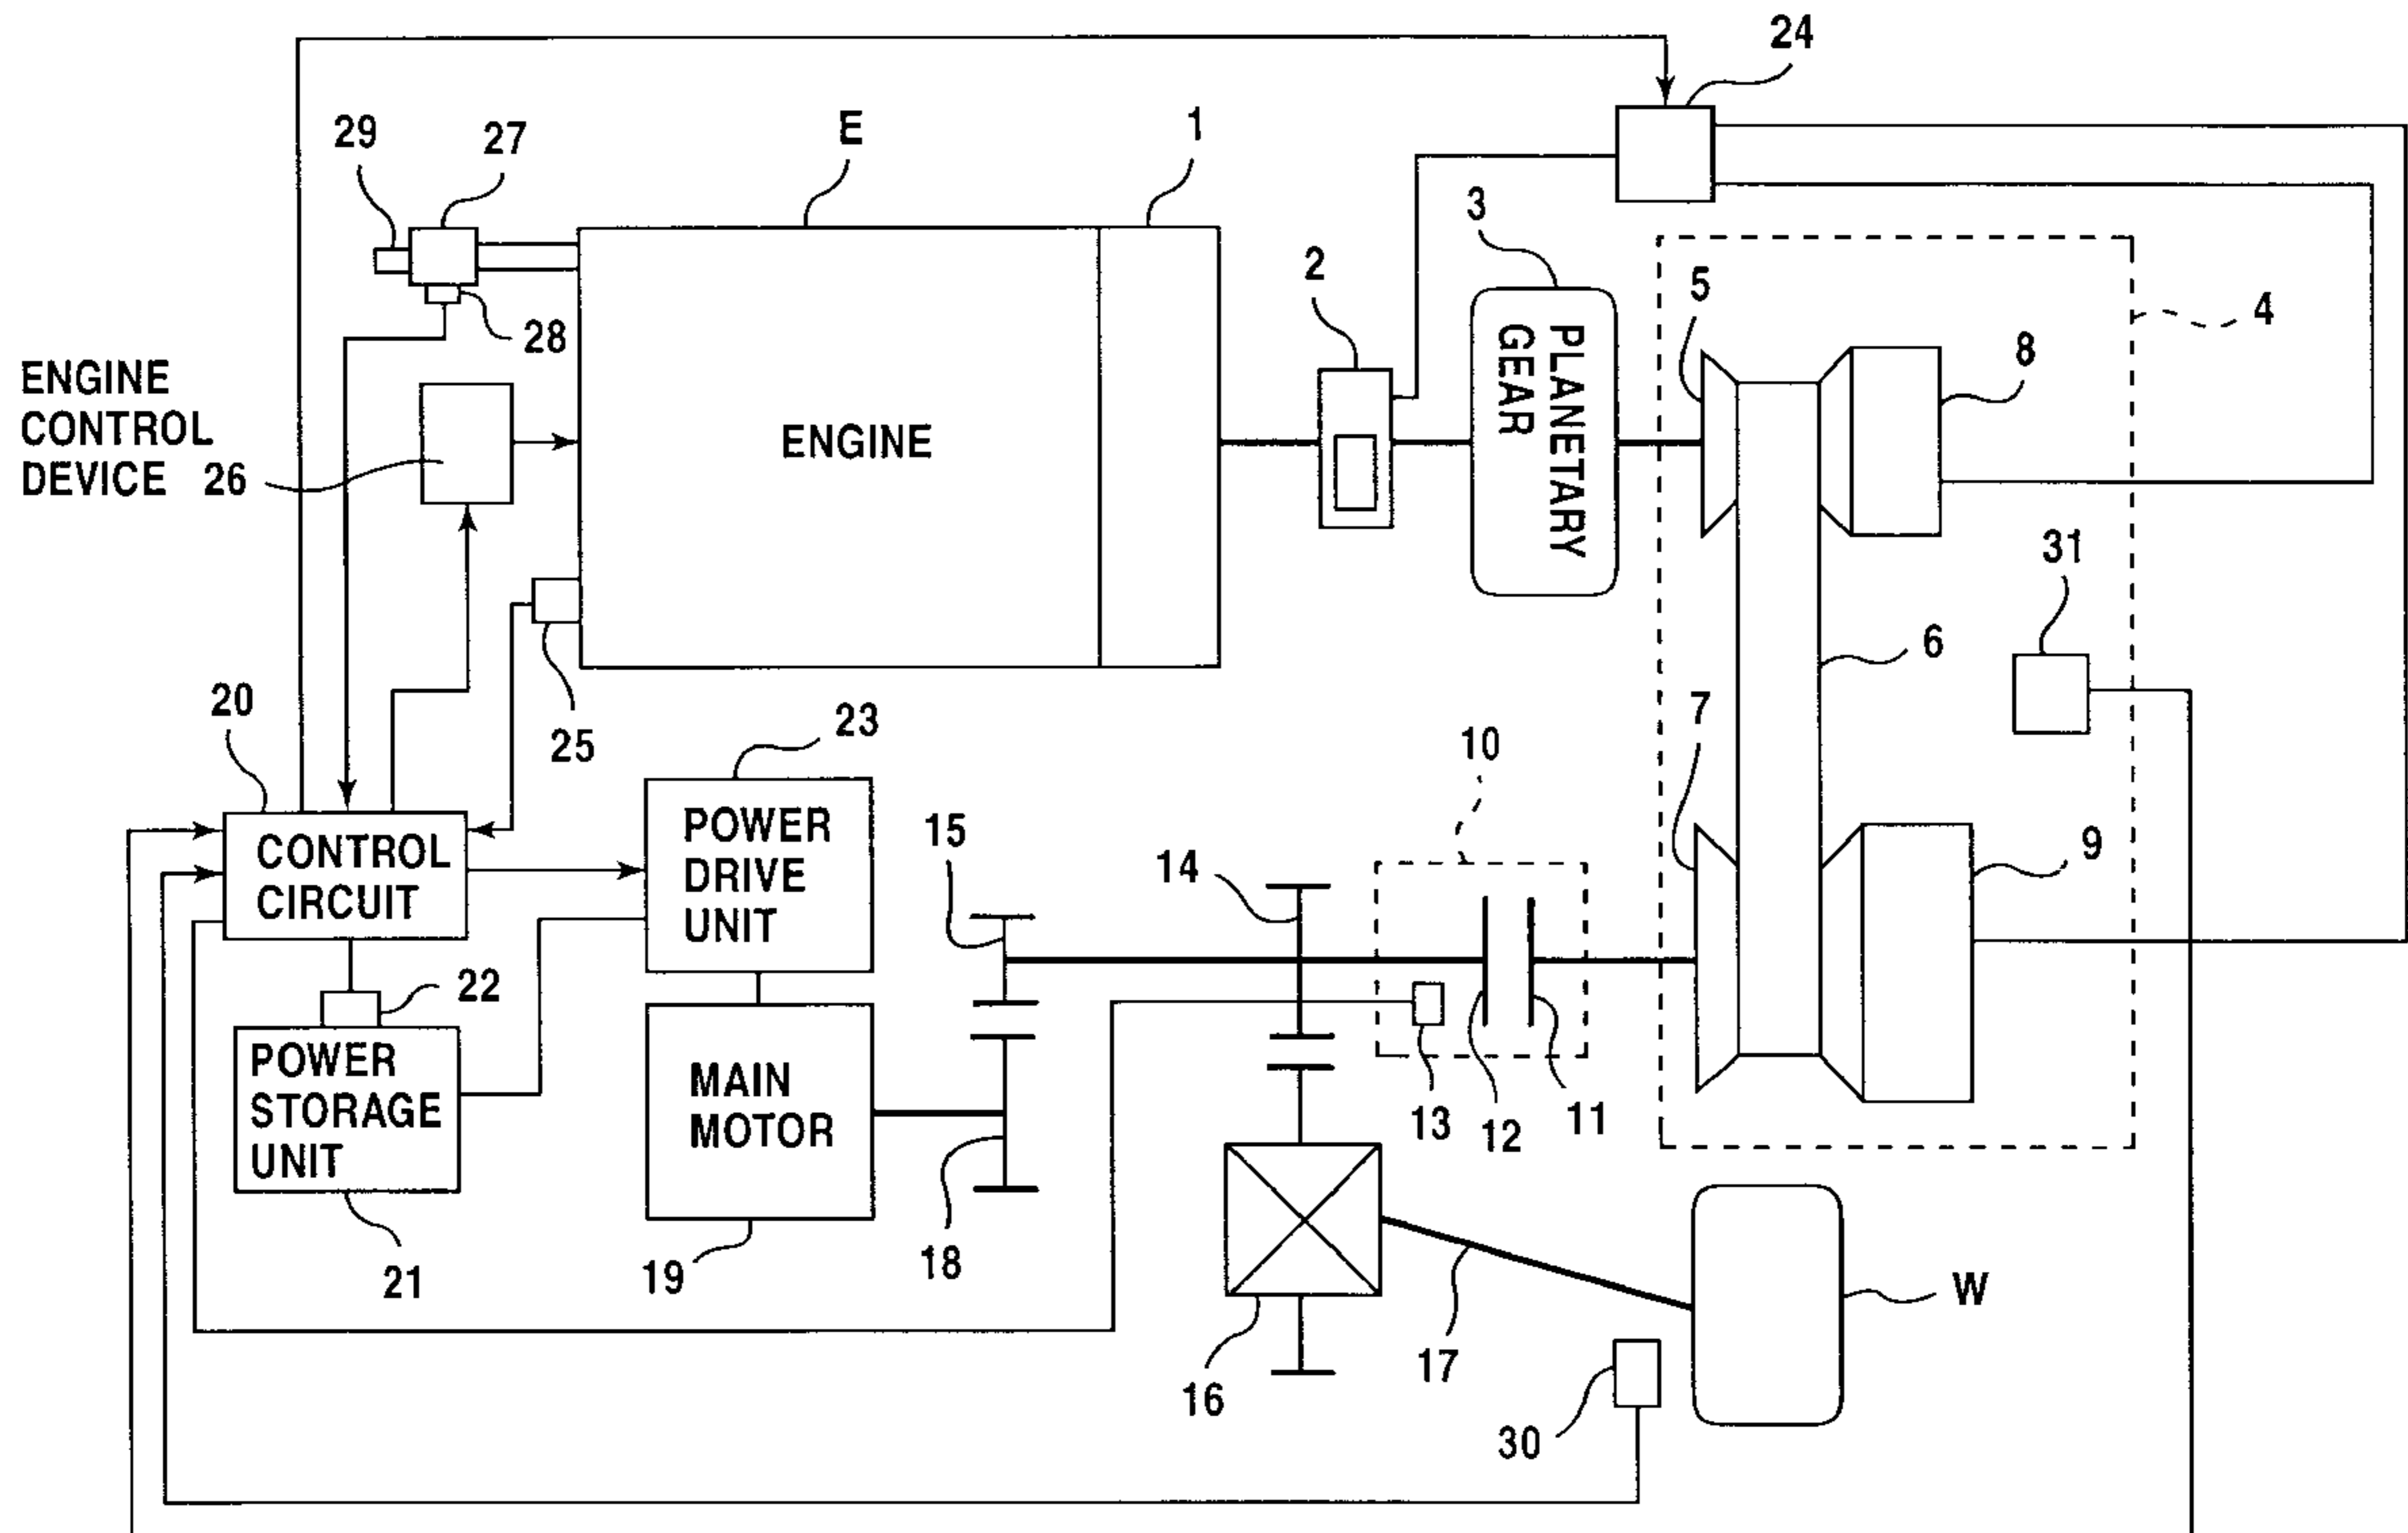 24
29
27
E
1
3
2
5
4
28
8
ENGINE
CONTROL
DEVICE 26
ENGINE
PLANETARY
GEAR
31
6
20
25
23
7
10
15
14
9
CONTROL
CIRCUIT
POWER
DRIVE
UNIT
22
POWER
STORAGE
UNIT
MAIN
MOTOR
13
12
11
21
19
18
16
17
W
30